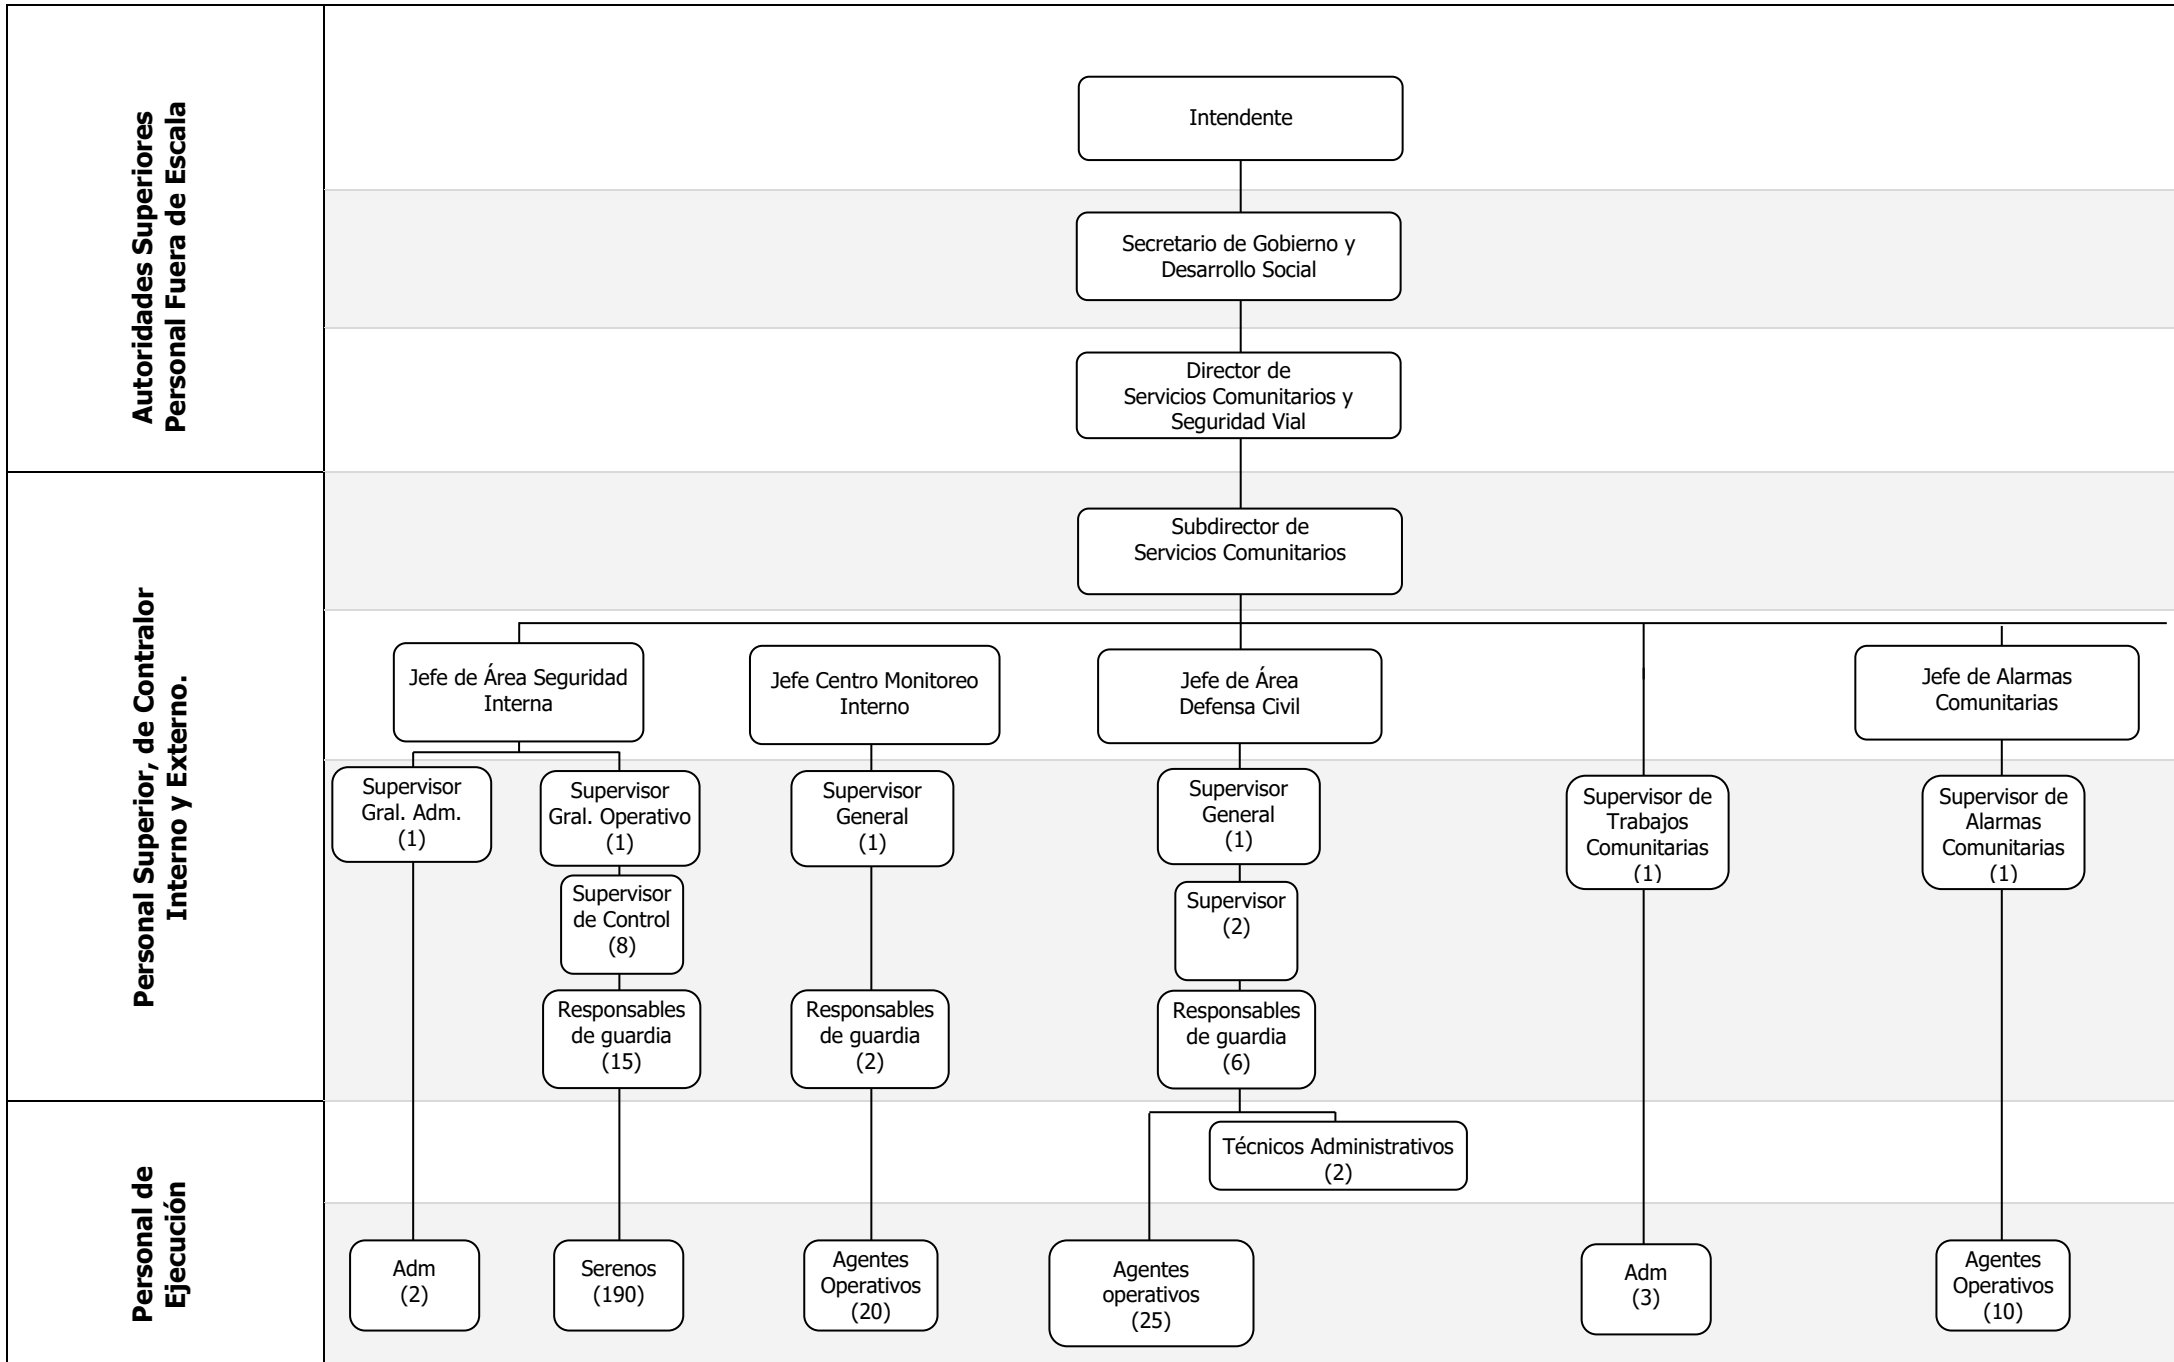 Autoridades Superiores
Personal Fuera de Escala
Intendente
Secretario de Gobierno y
Desarrollo Social
Director de
Servicios Comunitarios y
Seguridad Vial
Personal Superior, de Contralor
Interno y Externo.
Subdirector de
Servicios Comunitarios
Jefe de Área Seguridad
Interna
Jefe Centro Monitoreo
Interno
Jefe de Área
Defensa Civil
Jefe de Alarmas
Comunitarias
Supervisor
Gral. Adm.
(1)
Supervisor
Gral. Operativo
(1)
Supervisor
General
(1)
Supervisor
General
(1)
Supervisor de
Trabajos
Comunitarias
(1)
Supervisor de
Alarmas
Comunitarias
(1)
Supervisor
de Control
(8)
Supervisor
(2)
Responsables
de guardia
(15)
Responsables
de guardia
(2)
Responsables
de guardia
(6)
Personal de
Ejecución
Técnicos Administrativos
(2)
Adm
(2)
Serenos
(190)
Agentes
Operativos
(20)
Agentes
operativos
(25)
Adm
(3)
Agentes
Operativos
(10)